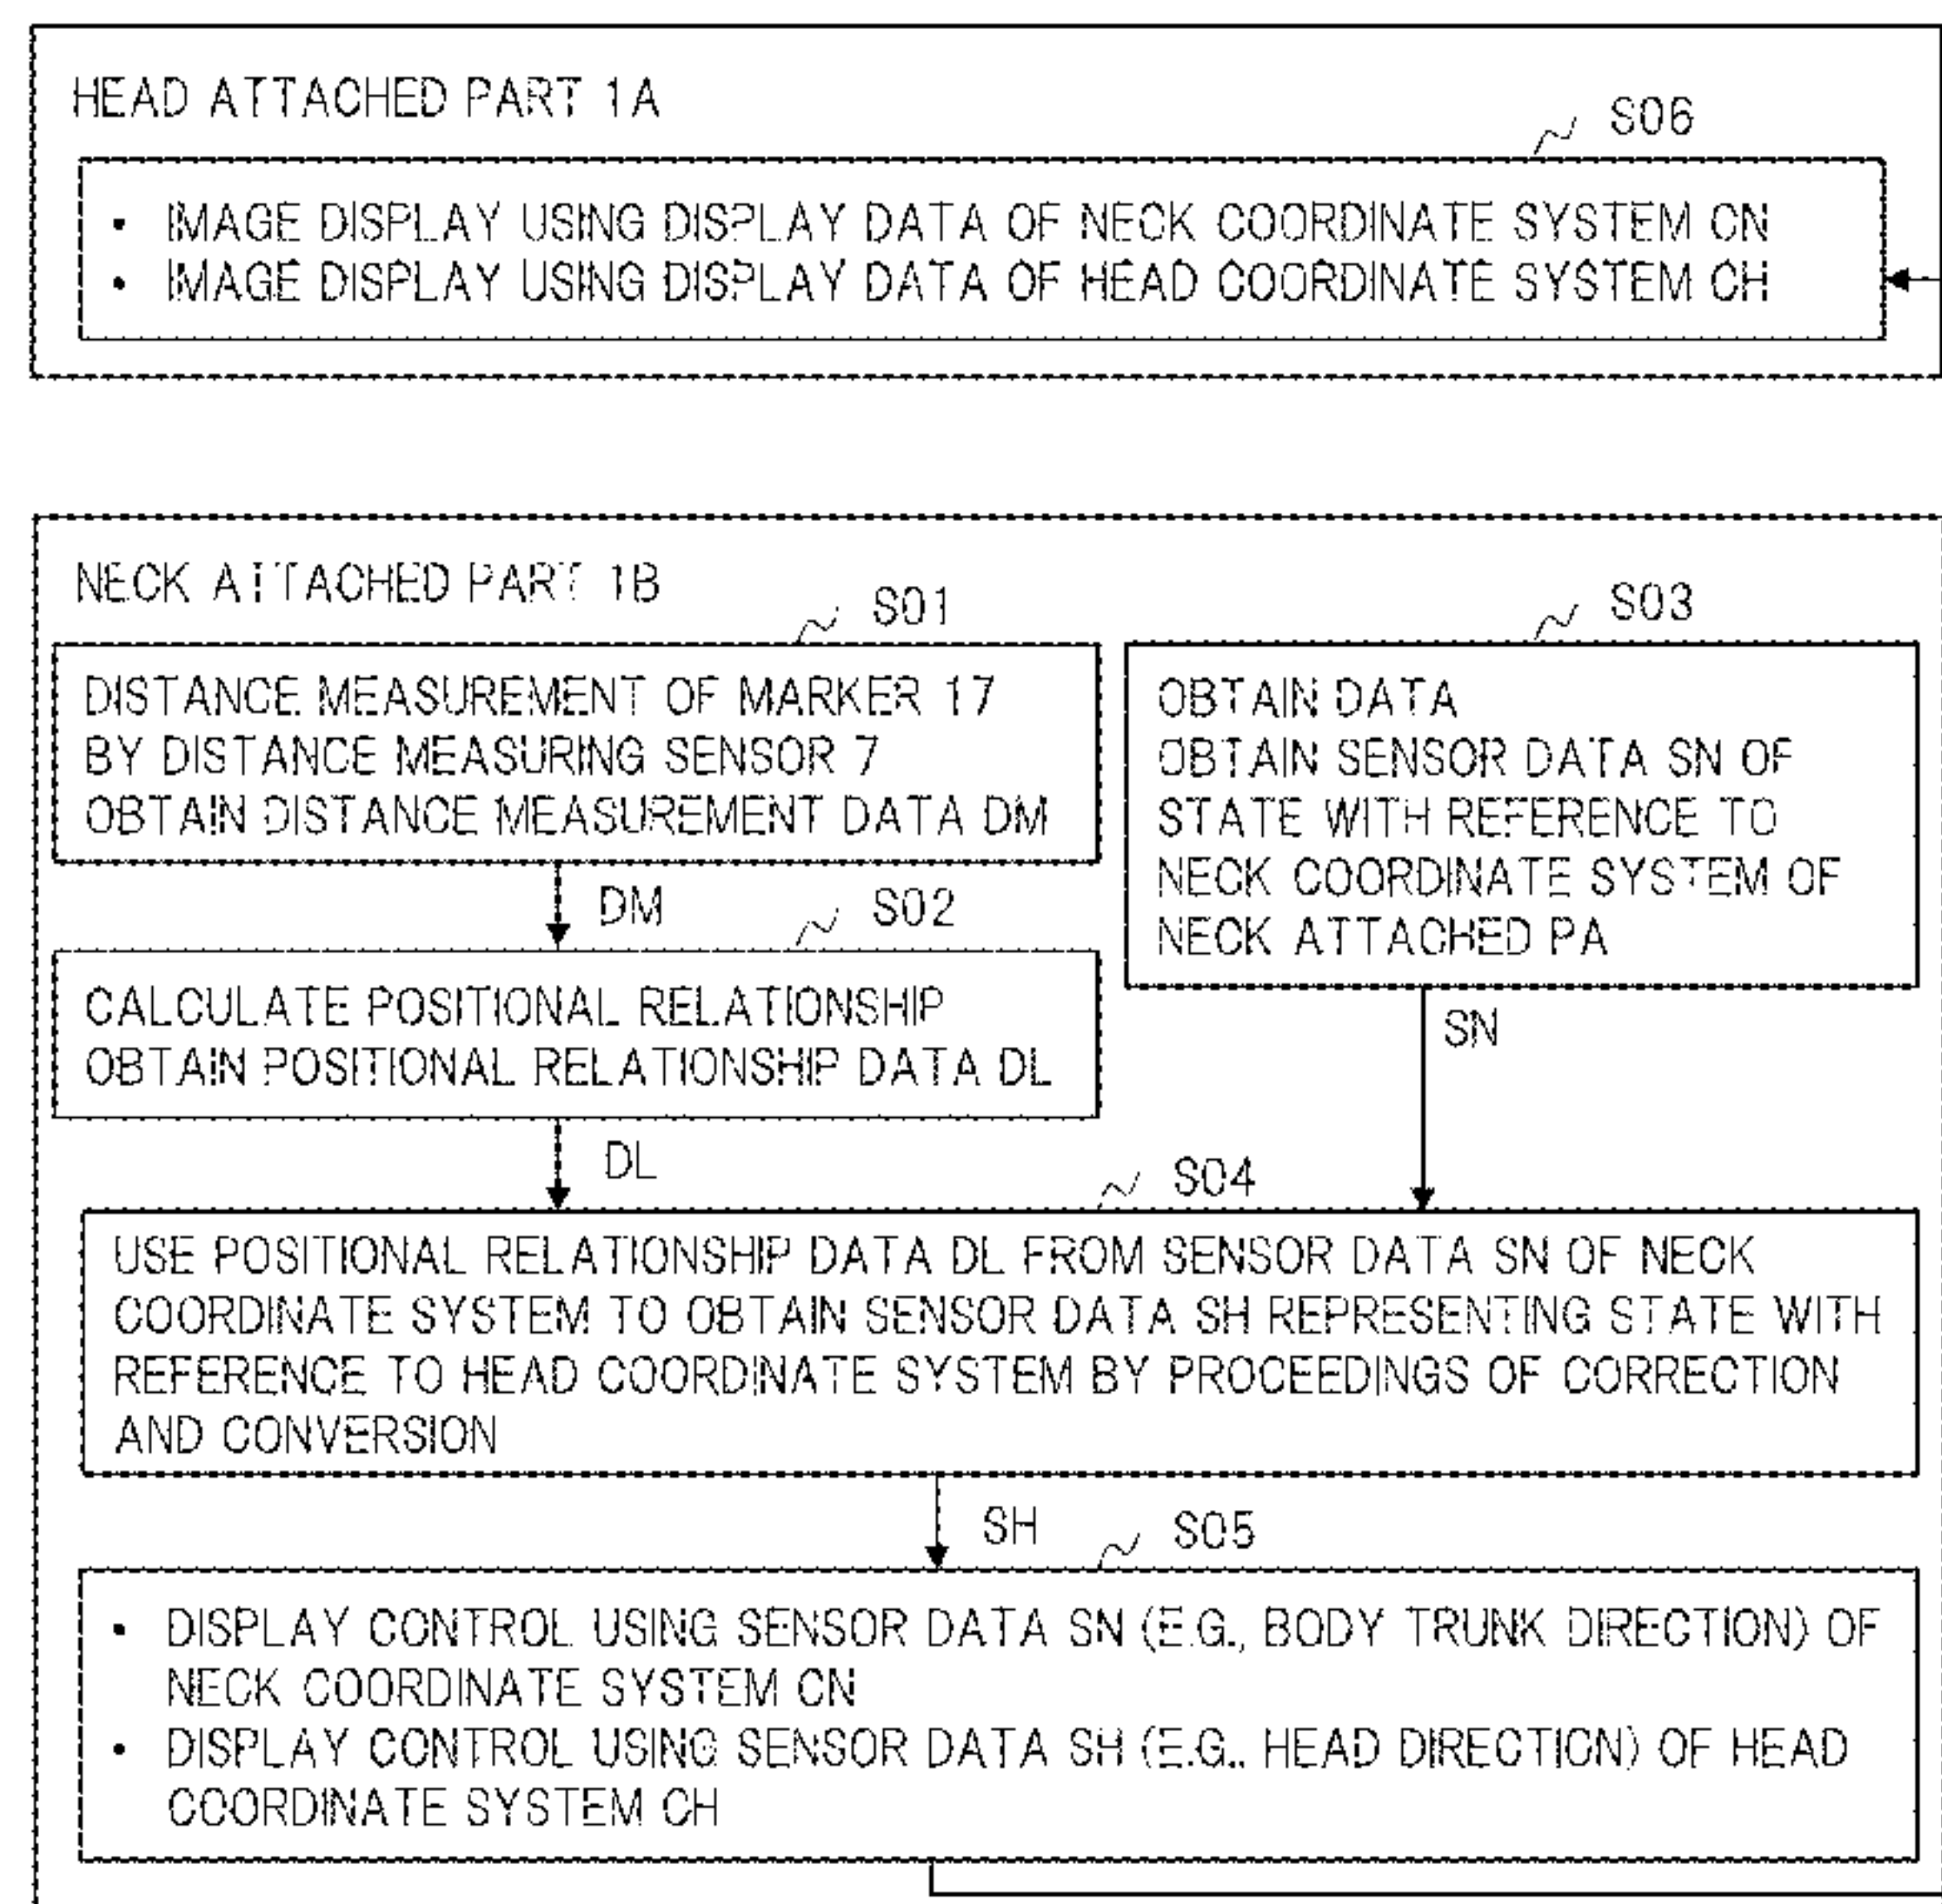 HEAD ATTACHED PART 1A
S06
• IMAGE DISPLAY USING DISPLAY DATA OF NECK COORDINATE SYSTEM CN
• IMAGE DISPLAY USING DISPLAY DATA OF HEAD COORDINATE SYSTEM CH
NECK ATTACHED PART 1B
S01
DISTANCE MEASUREMENT OF MARKER 17
BY DISTANCE MEASURING SENSOR 7
OBTAIN DISTANCE MEASUREMENT DATA DM
S03
OBTAIN DATA
OBTAIN SENSOR DATA SN OF
STATE WITH REFERENCE TO
NECK COORDINATE SYSTEM OF
NECK ATTACHED PA
DM
S02
CALCULATE POSITIONAL RELATIONSHIP
OBTAIN POSITIONAL RELATIONSHIP DATA DL
SN
DL
S04
USE POSITIONAL RELATIONSHIP DATA DL FROM SENSOR DATA SN OF NECK
COORDINATE SYSTEM TO OBTAIN SENSOR DATA SH REPRESENTING STATE WITH
REFERENCE TO HEAD COORDINATE SYSTEM BY PROCEEDINGS OF CORRECTION
AND CONVERSION
SH
S05
• DISPLAY CONTROL USING SENSOR DATA SN (E.G., BODY TRUNK DIRECTION) OF
NECK COORDINATE SYSTEM CN
• DISPLAY CONTROL USING SENSOR DATA SH (E.G., HEAD DIRECTION) OF HEAD
COORDINATE SYSTEM CH